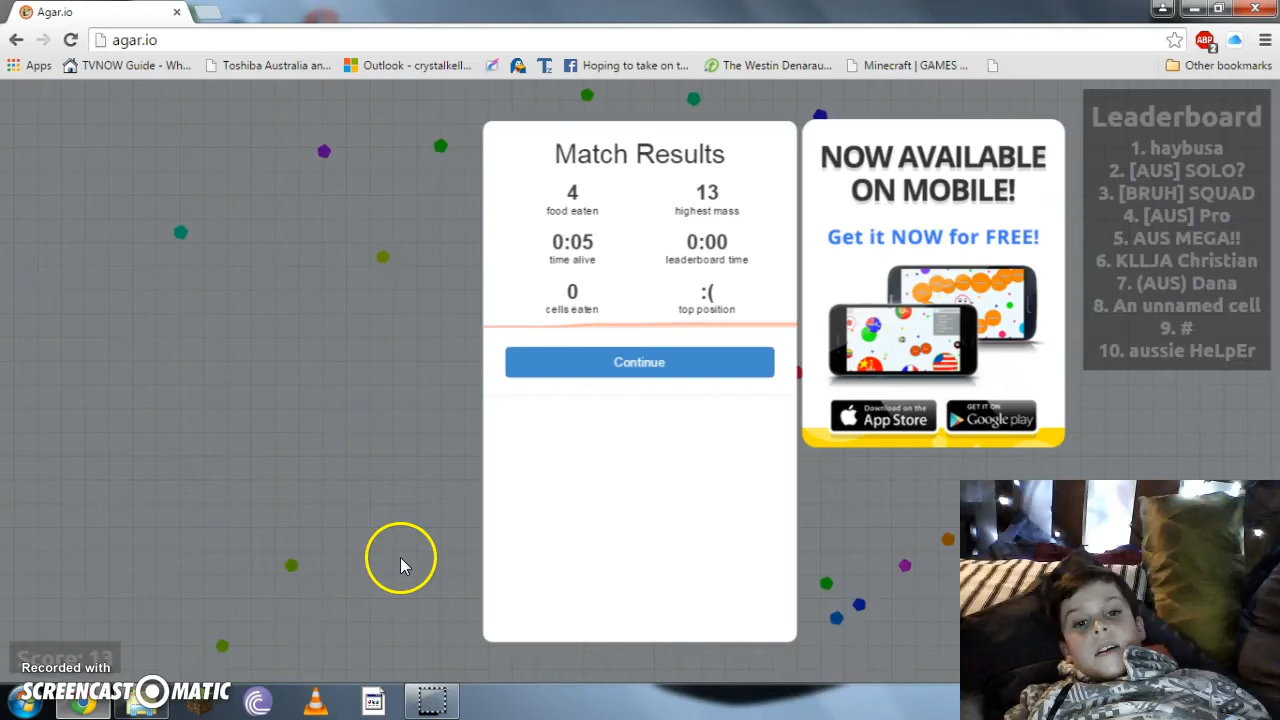 Agar.io
agar.io
ABP
2
Apps
TVNOW Guide - Wh...
Toshiba Australia an...
Outlook - crystalkell...
Hoping to take on t...
The Westin Denarau...
Minecraft | GAMES ...
Other bookmarks
Match Results
4
food eaten
13
highest mass
0:05
time alive
0:00
leaderboard time
0
cells eaten
:(
top position
Continue
NOW AVAILABLE
ON MOBILE!
Get it NOW for FREE!
Download on the
App Store
GET IT ON
Google play
Leaderboard
1. haybusa
2. [AUS] SOLO?
3. [BRUH] SQUAD
4. [AUS] Pro
5. AUS MEGA!!
6. KLLJA Christian
7. (AUS) Dana
8. An unnamed cell
9. #
10. aussie HeLpEr
Score: 13
Recorded with
SCREENCAST-O-MATIC